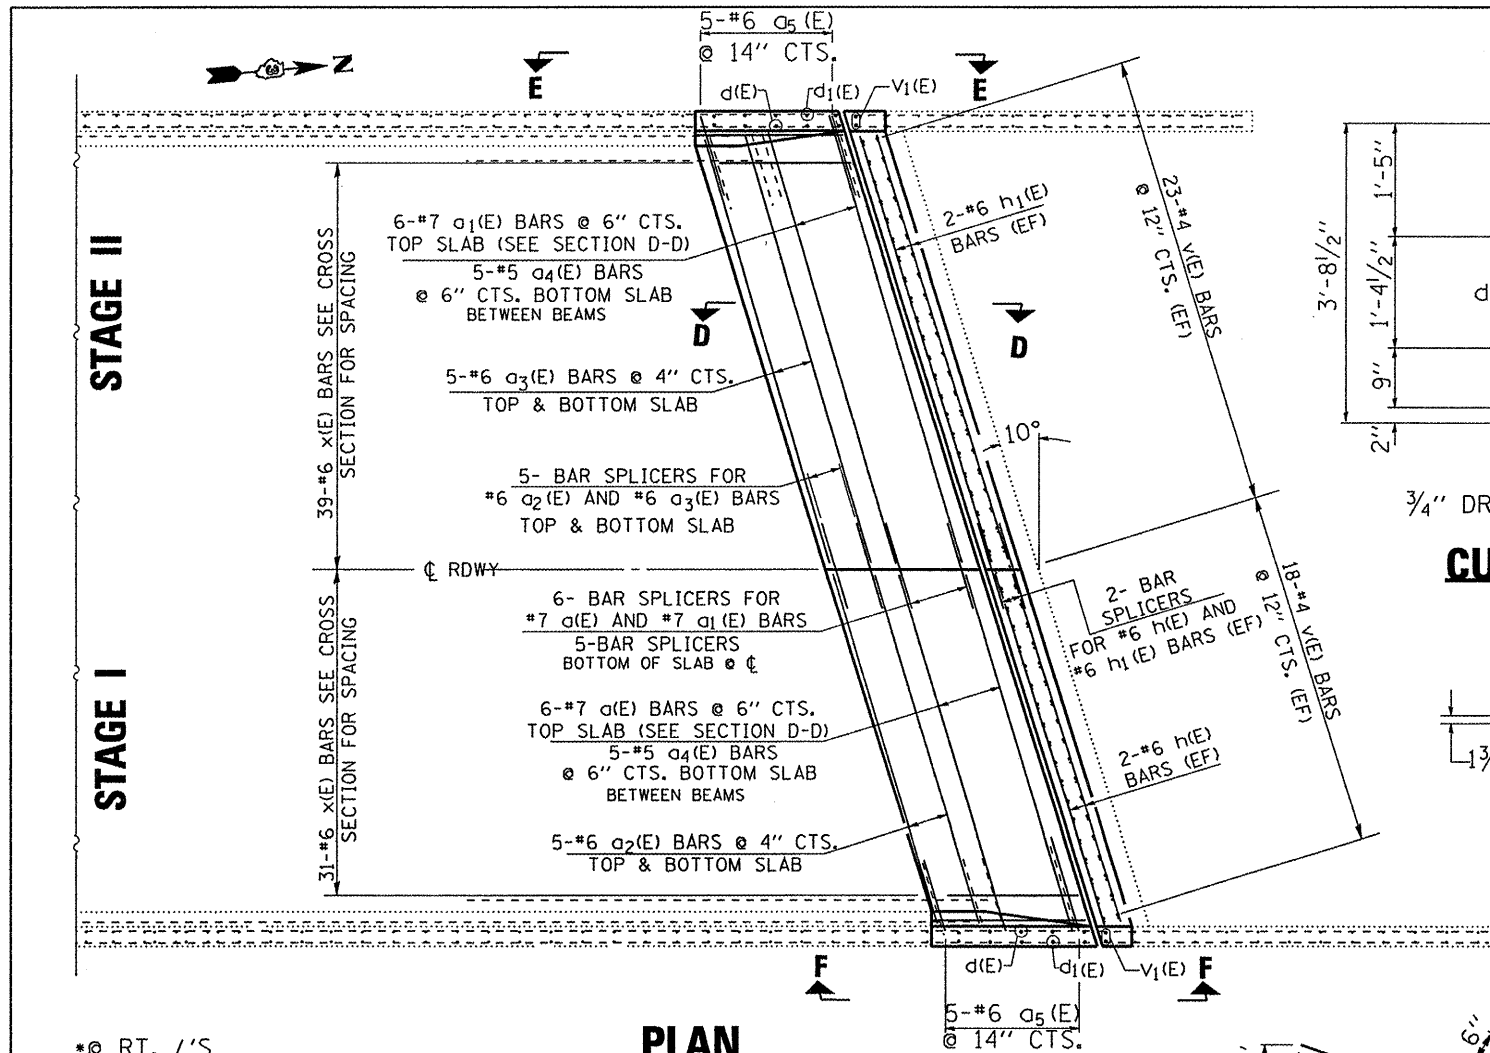 5-#6 a5(E)
@ 14" CTS.
N
E
E
d(E)
d1(E)
V1(E)
STAGE II
39-#6 x(E) BARS SEE CROSS
SECTION FOR SPACING
6-#7 a1(E) BARS @ 6" CTS.
TOP SLAB (SEE SECTION D-D)
5-#5 a4(E) BARS
@ 6" CTS. BOTTOM SLAB
BETWEEN BEAMS
2-#6 h1(E)
BARS (EF)
23-#4 v(E) BARS
@ 12" CTS. (EF)
3'-8 1/2"
1'-5"
1'-4 1/2"
9"
2"
d
D
D
5-#6 a3(E) BARS @ 4" CTS.
TOP & BOTTOM SLAB
10°
5- BAR SPLICERS FOR
#6 a2(E) AND #6 a3(E) BARS
TOP & BOTTOM SLAB
3/4" DR
CU
℄ RDWY
STAGE I
31-#6 x(E) BARS SEE CROSS
SECTION FOR SPACING
6- BAR SPLICERS FOR
#7 a(E) AND #7 a1(E) BARS
5-BAR SPLICERS
BOTTOM OF SLAB @ ℄
2- BAR
SPLICERS
FOR #6 h(E) AND
#6 h1(E) BARS (EF)
18-#4 v(E) BARS
@ 12" CTS. (EF)
6-#7 a(E) BARS @ 6" CTS.
TOP SLAB (SEE SECTION D-D)
5-#5 a4(E) BARS
@ 6" CTS. BOTTOM SLAB
BETWEEN BEAMS
2-#6 h(E)
BARS (EF)
5-#6 a2(E) BARS @ 4" CTS.
TOP & BOTTOM SLAB
F
d(E)
d1(E)
V1(E)
F
5-#6 a5(E)
@ 14" CTS.
PLAN
*@ RT. /'S
6"